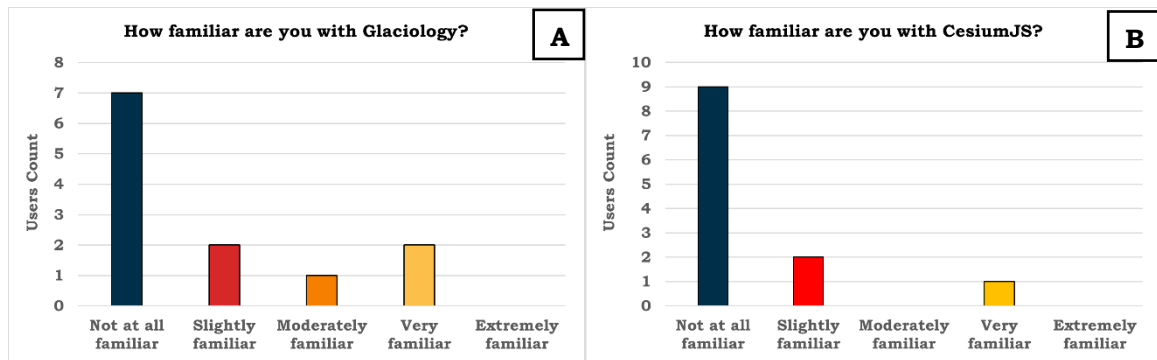 How familiar are you with Glaciology?
A
8
7
6
5
4
3
2
1
0
Users Count
Not at all
familiar
Slightly
familiar
Moderately
familiar
Very
familiar
Extremely
familiar
How familiar are you with CesiumJS?
B
10
9
8
7
6
5
4
3
2
1
0
Users Count
Not at all
familiar
Slightly
familiar
Moderately
familiar
Very
familiar
Extremely
familiar